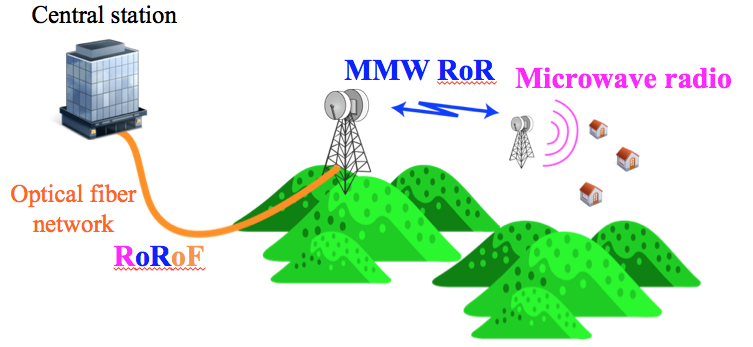 Central station
MMW RoR
Microwave radio
Optical fiber
network
RoRoF